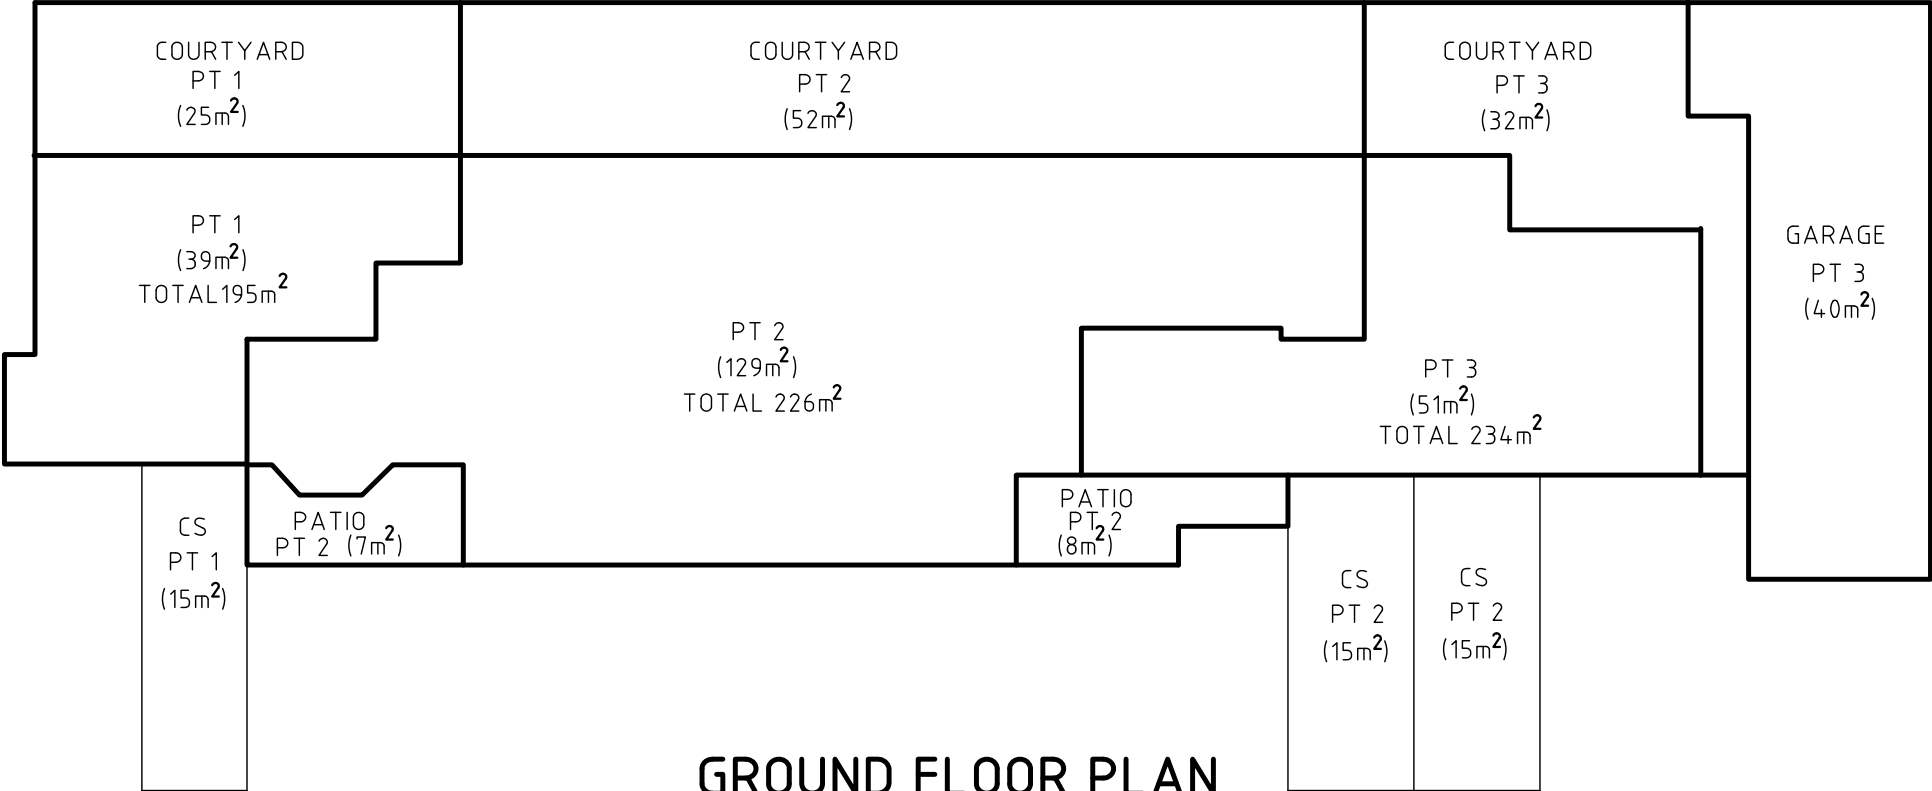 COURTYARD
PT 1
(25m²)
COURTYARD
PT 2
(52m²)
COURTYARD
PT 3
(32m²)
PT 1
(39m²)
TOTAL195m²
GARAGE
PT 3
(40m²)
PT 2
(129m²)
TOTAL 226m²
PT 3
(51m²)
TOTAL 234m²
CS
PT 1
(15m²)
PATIO
PT 2 (7m²)
PATIO
PT 2
(8m²)
CS
PT 2
(15m²)
CS
PT 2
(15m²)
GROUND FLOOR PLAN